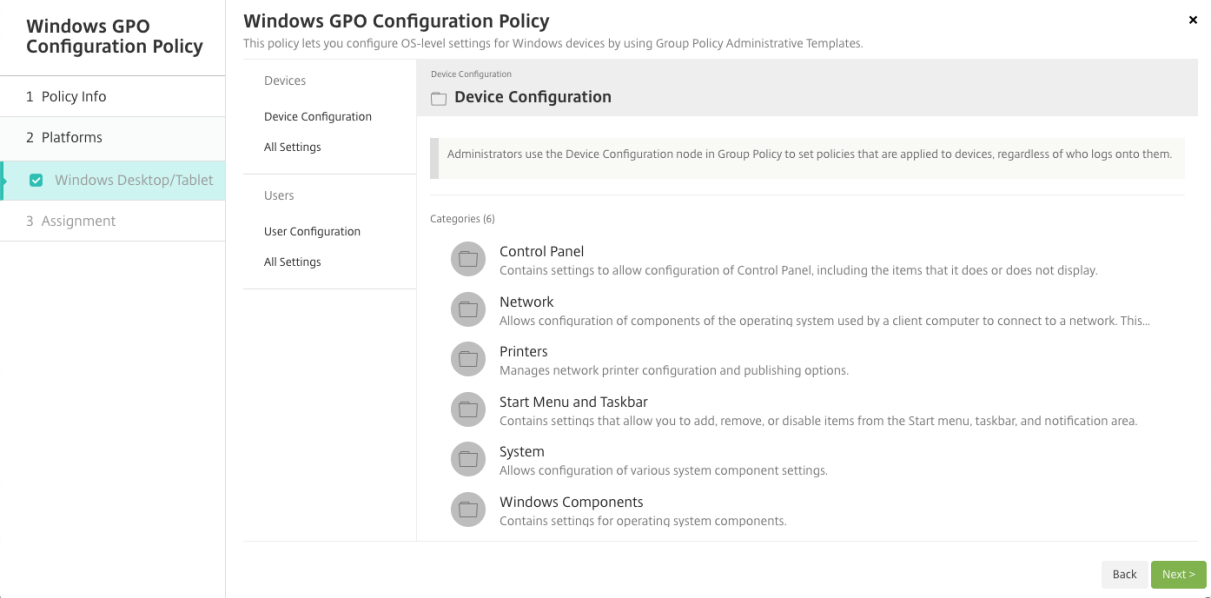 Windows GPO
Configuration Policy
1 Policy Info
2 Platforms
Windows Desktop/Tablet
3 Assignment
Windows GPO Configuration Policy
This policy lets you configure OS-level settings for Windows devices by using Group Policy Administrative Templates.
Devices
Device Configuration
All Settings
Users
User Configuration
All Settings
Device Configuration
Device Configuration
Administrators use the Device Configuration node in Group Policy to set policies that are applied to devices, regardless of who logs onto them.
Categories (6)
Control Panel
Contains settings to allow configuration of Control Panel, including the items that it does or does not display.
Network
Allows configuration of components of the operating system used by a client computer to connect to a network. This...
Printers
Manages network printer configuration and publishing options.
Start Menu and Taskbar
Contains settings that allow you to add, remove, or disable items from the Start menu, taskbar, and notification area.
System
Allows configuration of various system component settings.
Windows Components
Contains settings for operating system components.
Back
Next >